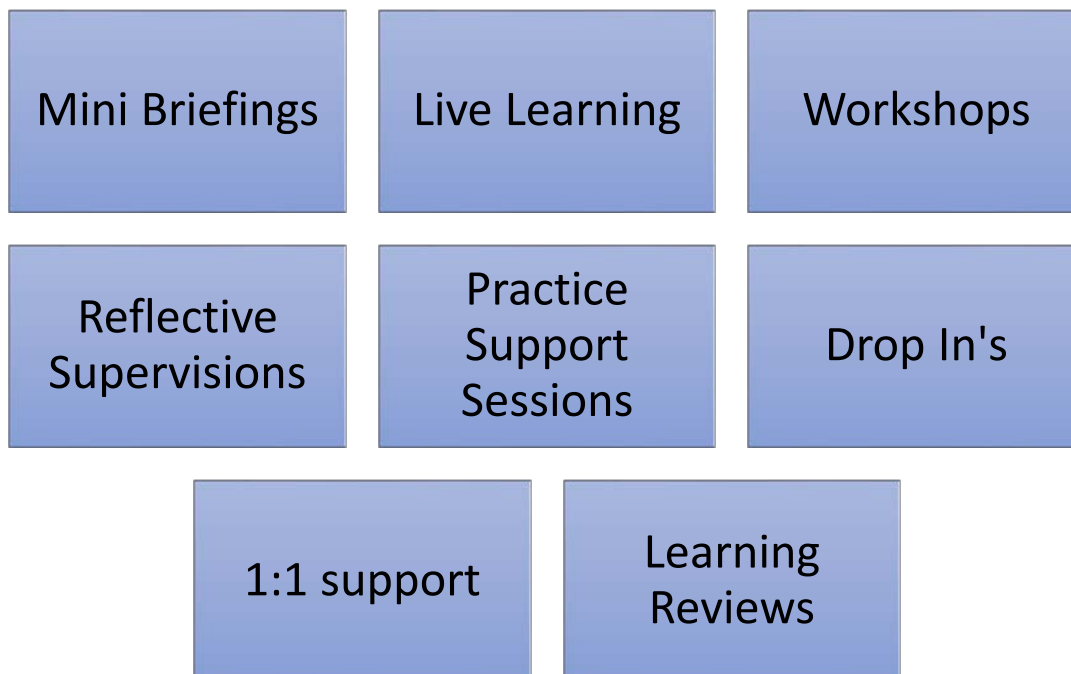 Mini Briefings
Live Learning
Workshops
Reflective
Supervisions
Practice
Support
Sessions
Drop In's
1:1 support
Learning
Reviews